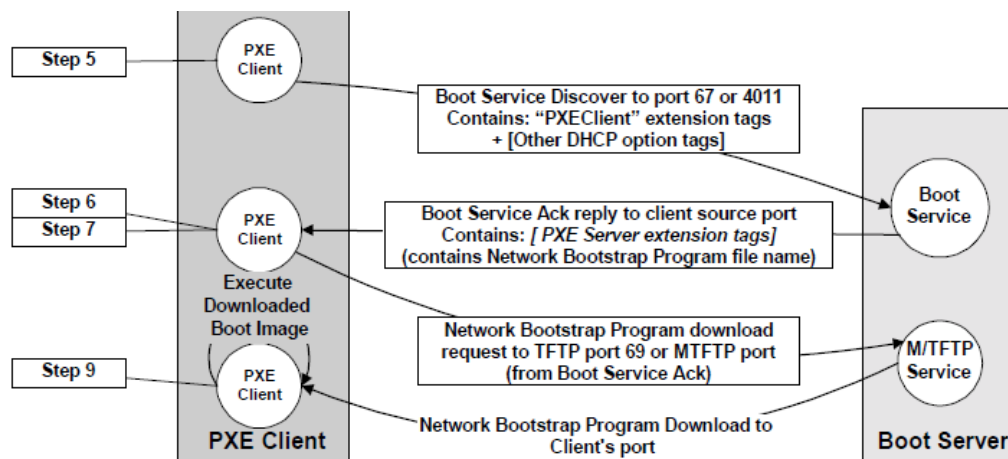 Step 5
PXE
Client
Boot Service Discover to port 67 or 4011
Contains: “PXEClient” extension tags
+ [Other DHCP option tags]
Step 6
Step 7
PXE
Client
Boot Service Ack reply to client source port
Contains: [ PXE Server extension tags]
(contains Network Bootstrap Program file name)
Boot
Service
Execute
Downloaded
Boot Image
Network Bootstrap Program download
request to TFTP port 69 or MTFTP port
(from Boot Service Ack)
M/TFTP
Service
Step 9
PXE
Client
Network Bootstrap Program Download to
Client's port
PXE Client
Boot Server